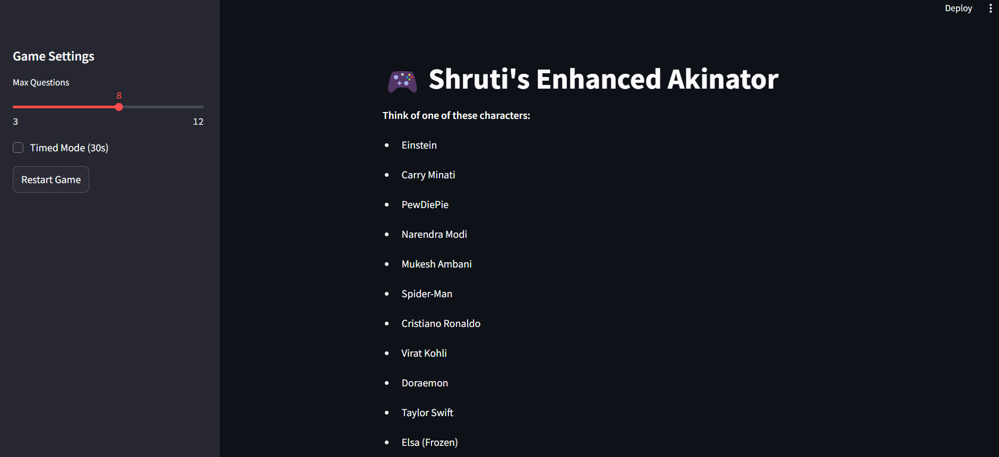 Deploy
Game Settings
Max Questions
8
3 12
Timed Mode (30s)
Restart Game
Shruti's Enhanced Akinator
Think of one of these characters:
Einstein
Carry Minati
PewDiePie
Narendra Modi
Mukesh Ambani
Spider-Man
Cristiano Ronaldo
Virat Kohli
Doraemon
Taylor Swift
Elsa (Frozen)